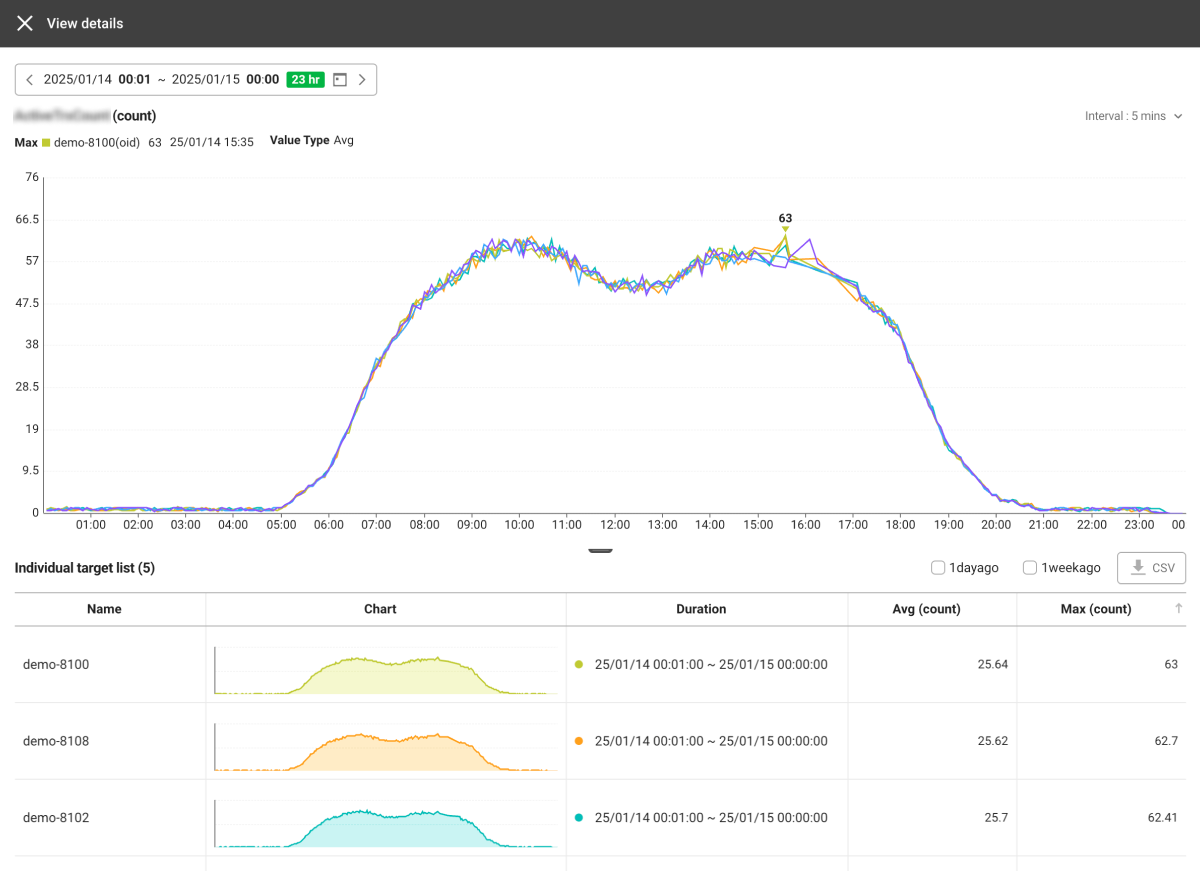 View details
2025/01/14 00:01 ~ 2025/01/15 00:00 23 hr
(count)
Interval : 5 mins
Max demo-8100(oid) 63 25/01/14 15:35 Value Type Avg
76
66.5
57
47.5
38
28.5
19
9.5
0
63
01:00 02:00 03:00 04:00 05:00 06:00 07:00 08:00 09:00 10:00 11:00 12:00 13:00 14:00 15:00 16:00 17:00 18:00 19:00 20:00 21:00 22:00 23:00 00
Individual target list (5)
1dayago 1weekago CSV
Name Chart Duration Avg (count) Max (count)
demo-8100 25/01/14 00:01:00 ~ 25/01/15 00:00:00 25.64 63
demo-8108 25/01/14 00:01:00 ~ 25/01/15 00:00:00 25.62 62.7
demo-8102 25/01/14 00:01:00 ~ 25/01/15 00:00:00 25.7 62.41